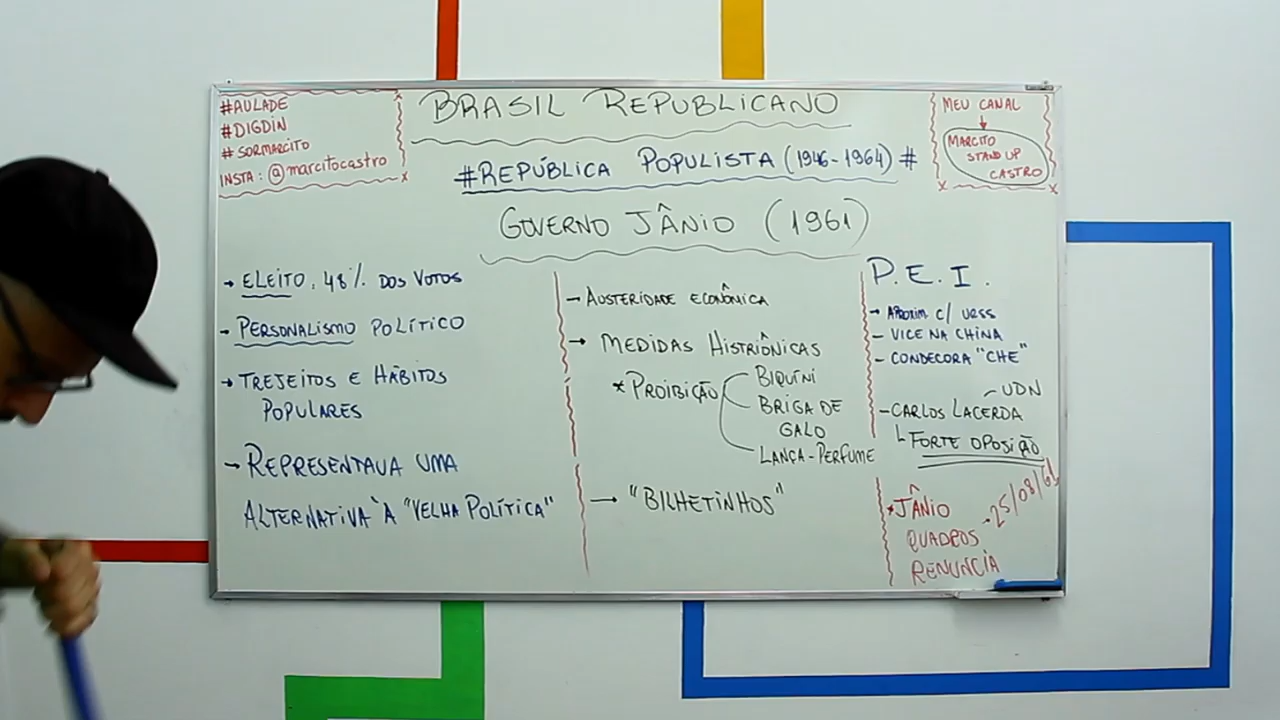 #AULADE
#DIGDIN
#SORMARCITO
INSTA: @marcitocastro
BRASIL REPUBLICANO
#REPÚBLICA POPULISTA (1946-1964)#
GOVERNO JÂNIO (1961)
MEU CANAL
MARCITO
STAND UP
CASTRO
→ ELEITO, 48% DOS VOTOS
→ PERSONALISMO POLÍTICO
→ TREJEITOS E HÁBITOS
POPULARES
→ REPRESENTAVA UMA
ALTERNATIVA À "VELHA POLÍTICA"
→ AUSTERIDADE ECONÔMICA
→ MEDIDAS HISTRIÔNICAS
* PROIBIÇÃO
BIQUÍNI
BRIGA DE
GALO
LANÇA-PERFUME
→ "BILHETINHOS"
P.E.I.
→ APROXIM C/ URSS
- VICE NA CHINA
- CONDECORA "CHE"
- UDN
- CARLOS LACERDA
FORTE OPOSIÇÃO
* JÂNIO
QUADROS
RENUNCIA
→ 25/08/61